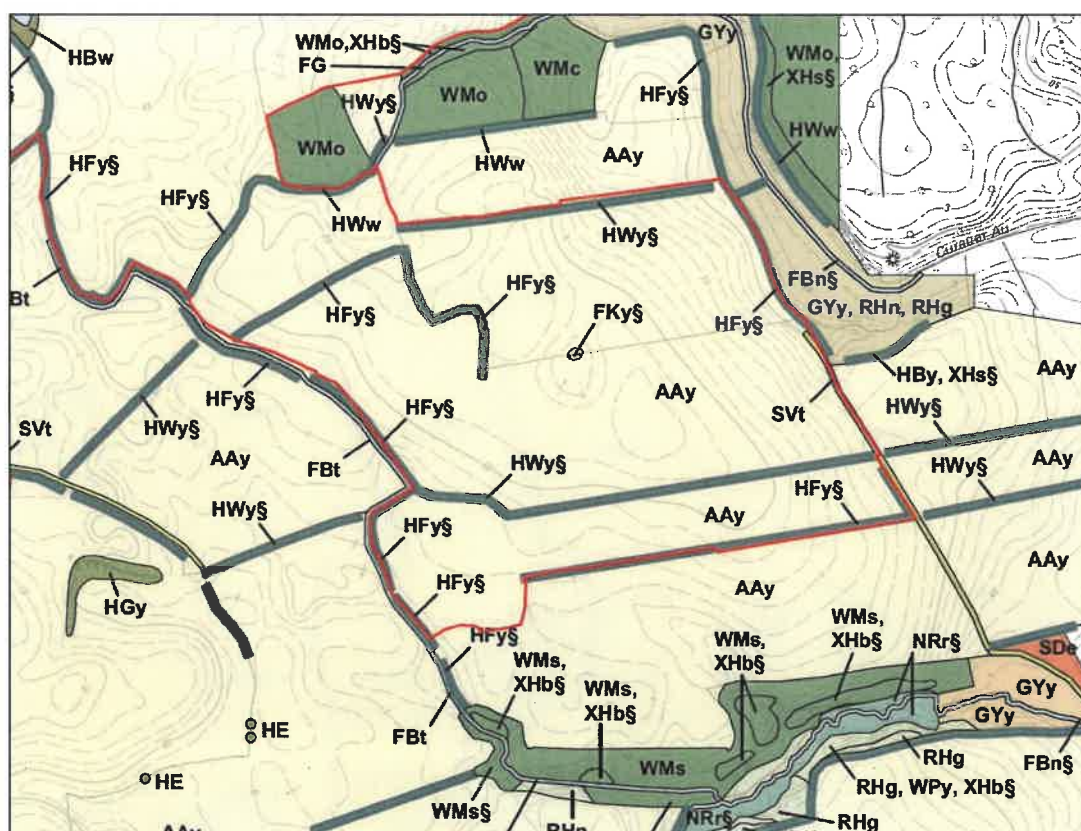 HBw
WMo,XHb§
FG
GYy
WMo,
XHs§
WMc
HFy§
HWy§
WMo
HFy§
WMo
HWw
AAy
HWw
HFy§
HWw
HWy§
HFy§
FBn§
GYy, RHn, RHg
Bt
HFy§
FKy§
HFy§
HFy§
AAy
AAy
HBy, XHs§
SVt
HWy§
HWy§
HFy§
SVt
AAy
FBt
HWy§
HWy§
HFy§
AAy
HWy§
AAy
HFy§
HGy
HFy§
AAy
AAy
HFy§
WMs,
XHb§
WMs,
XHb§
WMs,
XHb§
NRr§
SDe
GYy
WMs,
XHb§
GYy
HE
FBt
WMs
RHg
FBn§
HE
WMs§
RHn
NRr§
RHg, WPy, XHb§
RHg
AAy